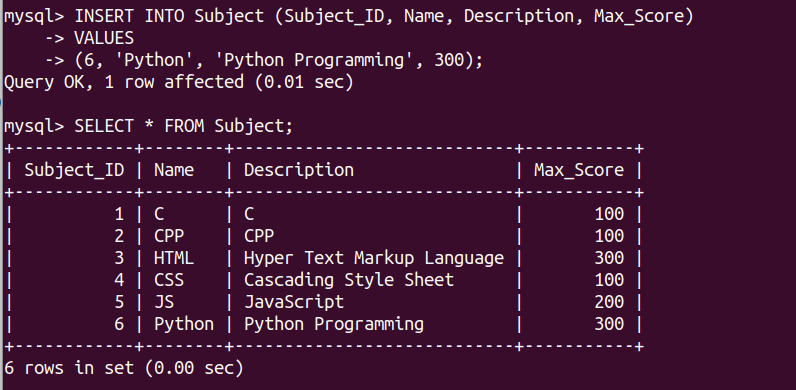 mysql> INSERT INTO Subject (Subject_ID, Name, Description, Max_Score)
    -> VALUES
    -> (6, 'Python', 'Python Programming', 300);
Query OK, 1 row affected (0.01 sec)

mysql> SELECT * FROM Subject;
+------------+--------+----------------------------+-----------+
| Subject_ID | Name   | Description                | Max_Score |
+------------+--------+----------------------------+-----------+
|          1 | C      | C                          |       100 |
|          2 | CPP    | CPP                        |       100 |
|          3 | HTML   | Hyper Text Markup Language |       300 |
|          4 | CSS    | Cascading Style Sheet      |       100 |
|          5 | JS     | JavaScript                 |       200 |
|          6 | Python | Python Programming         |       300 |
+------------+--------+----------------------------+-----------+
6 rows in set (0.00 sec)